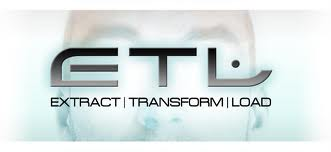 ETL
EXTRACT | TRANSFORM | LOAD